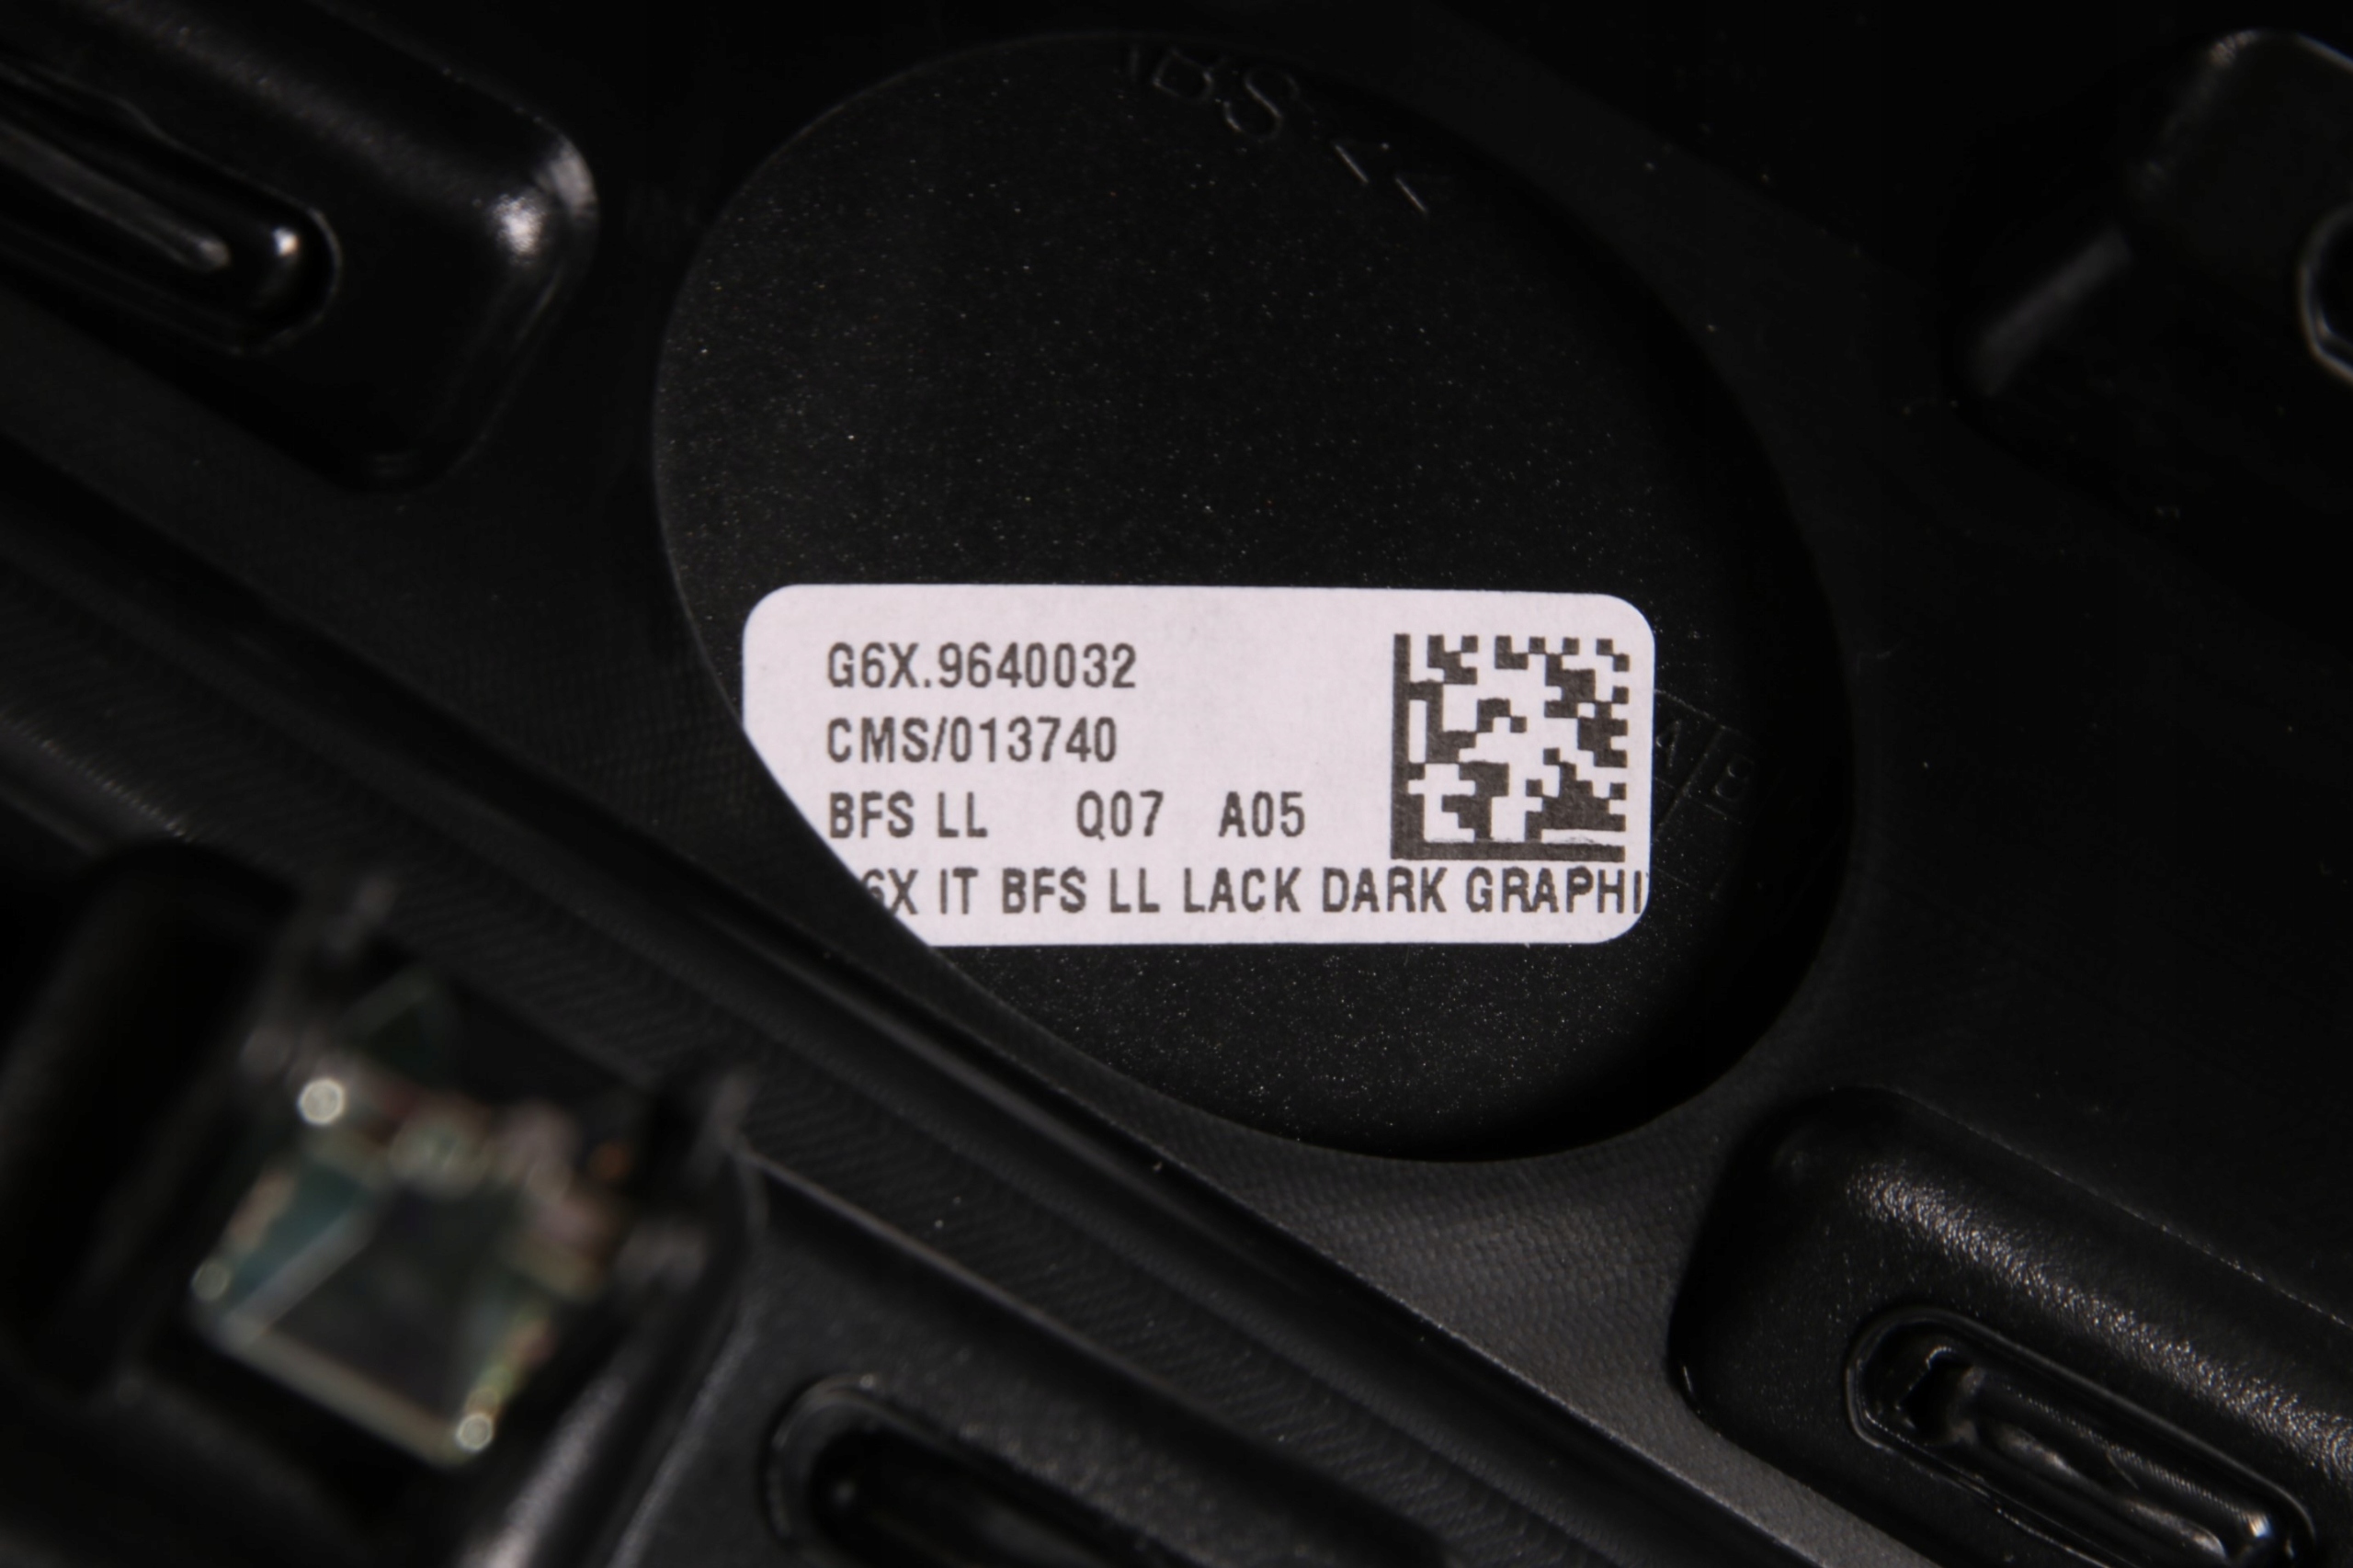 G6X.9640032
CMS/013740
BFS LL Q07 A05
6X IT BFS LL LACK DARK GRAPHI